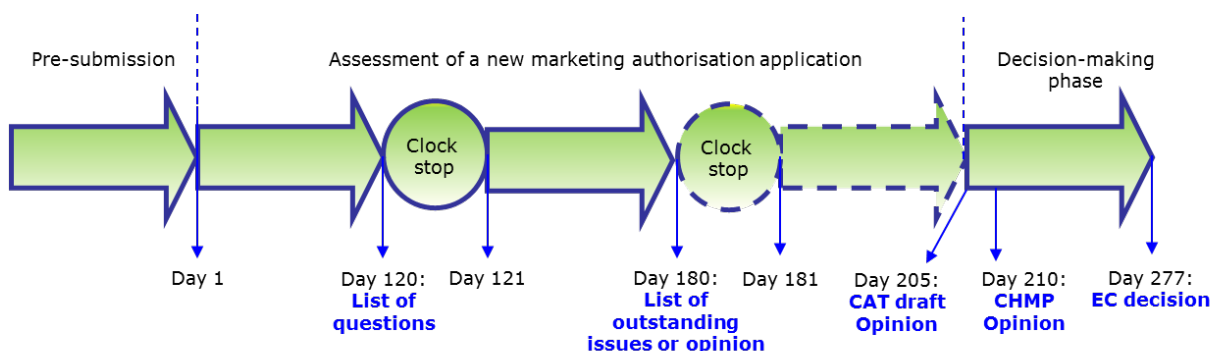 Pre-submission
Assessment of a new marketing authorisation application
Decision-making
phase
Clock
stop
Clock
stop
Day 1
Day 120:
List of
questions
Day 121
Day 180:
List of
outstanding
issues or opinion
Day 181
Day 205:
CAT draft
Opinion
Day 210:
CHMP
Opinion
Day 277:
EC decision